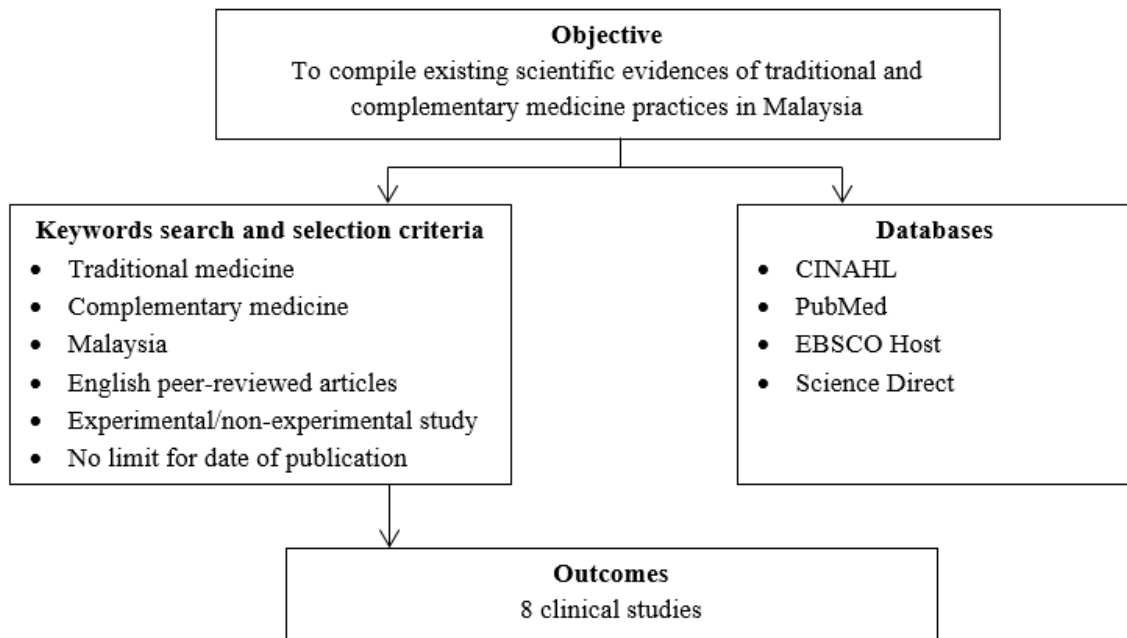 Objective
To compile existing scientific evidences of traditional and
complementary medicine practices in Malaysia
Keywords search and selection criteria
• Traditional medicine
• Complementary medicine
• Malaysia
• English peer-reviewed articles
• Experimental/non-experimental study
• No limit for date of publication
Databases
• CINAHL
• PubMed
• EBSCO Host
• Science Direct
Outcomes
8 clinical studies